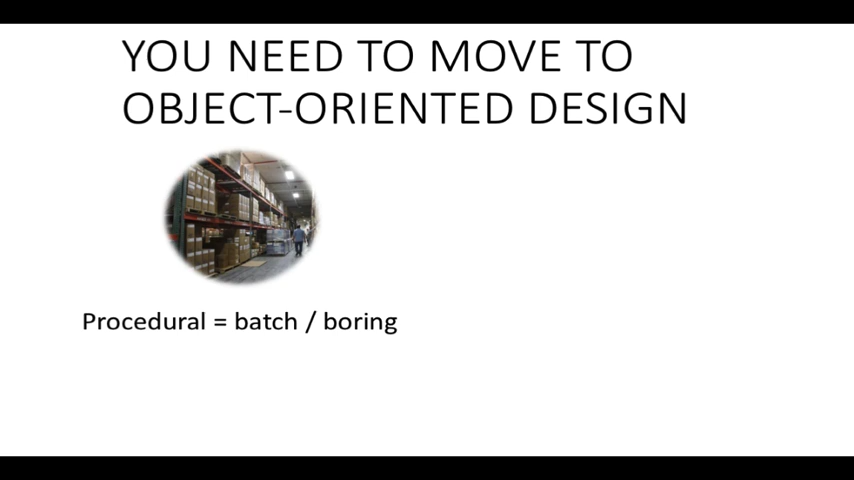 YOU NEED TO MOVE TO
OBJECT-ORIENTED DESIGN
Procedural = batch / boring